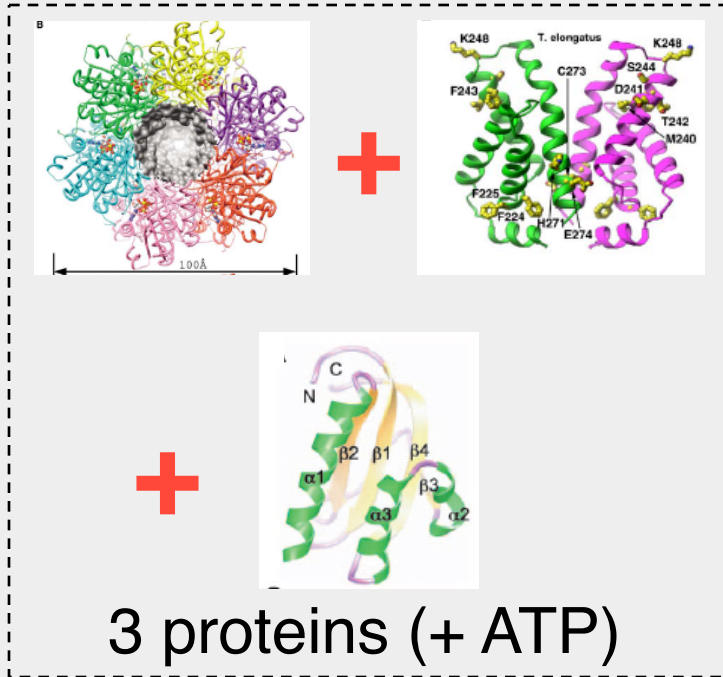 B
100Å
T. elongatus
K248
K248
C273
S244
F243
D241
T242
M240
F225
F224
H271
E274
C
N
β2
β1
β4
α1
β3
α3
α2
3 proteins (+ ATP)